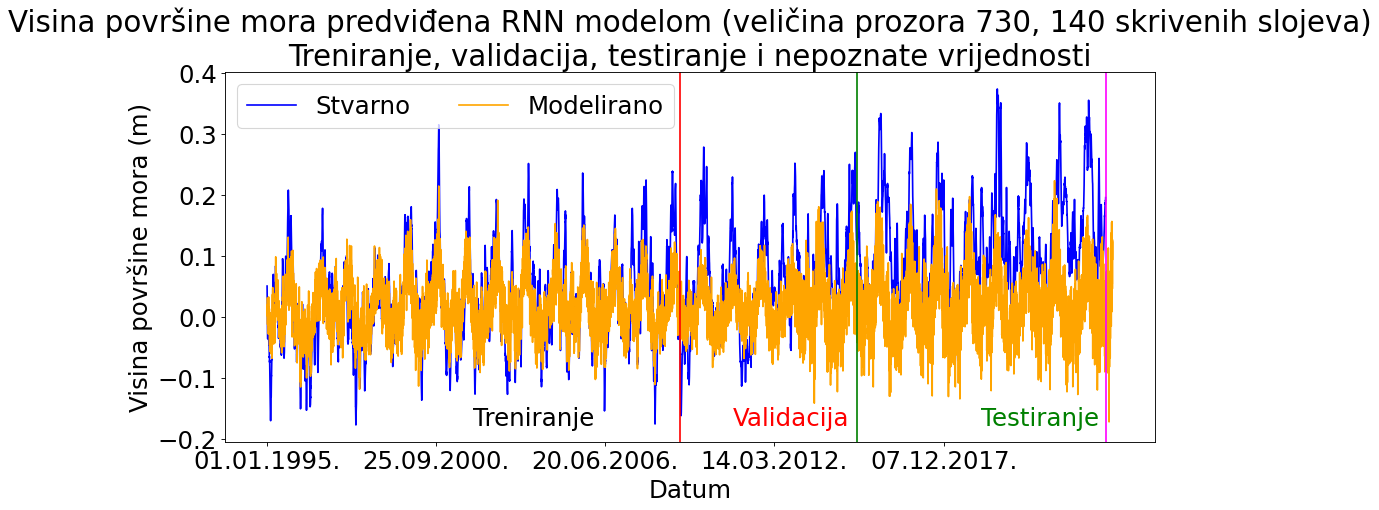 Visina površine mora predviđena RNN modelom (veličina prozora 730, 140 skrivenih slojeva)
Treniranje, validacija, testiranje i nepoznate vrijednosti
Stvarno Modelirano
Visina površine mora (m)
0.4
0.3
0.2
0.1
0.0
−0.1
−0.2
Treniranje Validacija Testiranje
01.01.1995. 25.09.2000. 20.06.2006. 14.03.2012. 07.12.2017.
Datum